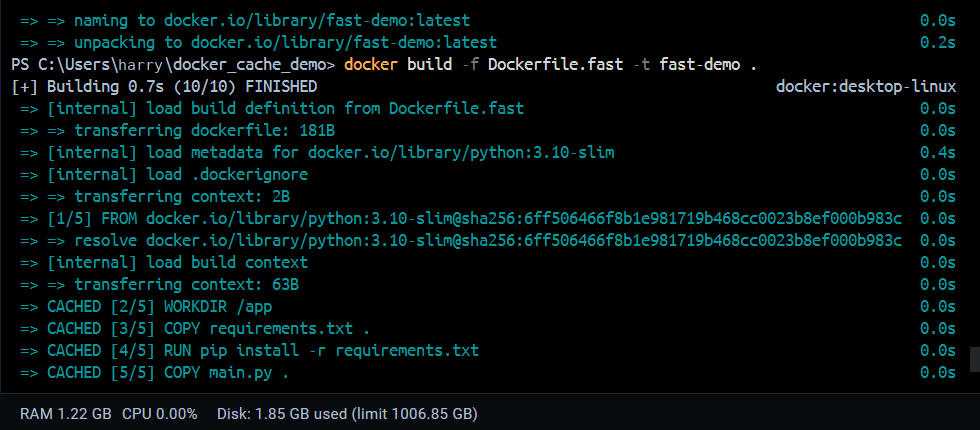 => => naming to docker.io/library/fast-demo:latest 0.0s
=> => unpacking to docker.io/library/fast-demo:latest 0.2s
PS C:\Users\harry\docker_cache_demo> docker build -f Dockerfile.fast -t fast-demo .
[+] Building 0.7s (10/10) FINISHED docker:desktop-linux
=> [internal] load build definition from Dockerfile.fast 0.0s
=> => transferring dockerfile: 181B 0.0s
=> [internal] load metadata for docker.io/library/python:3.10-slim 0.4s
=> [internal] load .dockerignore 0.0s
=> => transferring context: 2B 0.0s
=> [1/5] FROM docker.io/library/python:3.10-slim@sha256:6ff506466f8b1e981719b468cc0023b8ef000b983c 0.0s
=> => resolve docker.io/library/python:3.10-slim@sha256:6ff506466f8b1e981719b468cc0023b8ef000b983c 0.0s
=> [internal] load build context 0.0s
=> => transferring context: 63B 0.0s
=> CACHED [2/5] WORKDIR /app 0.0s
=> CACHED [3/5] COPY requirements.txt . 0.0s
=> CACHED [4/5] RUN pip install -r requirements.txt 0.0s
=> CACHED [5/5] COPY main.py . 0.0s
RAM 1.22 GB CPU 0.00% Disk: 1.85 GB used (limit 1006.85 GB)